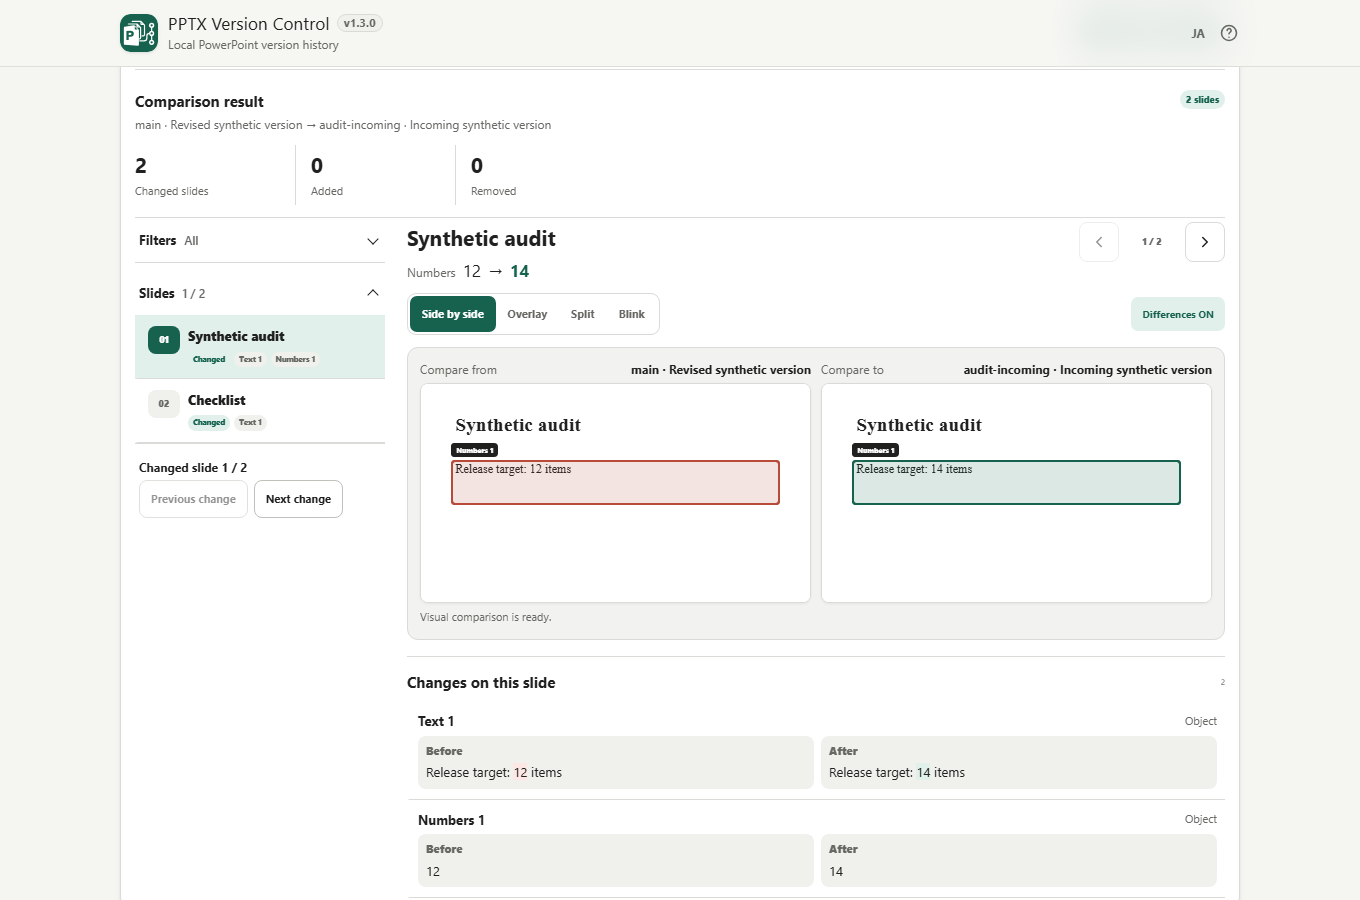 PPTX Version Control v1.3.0
Local PowerPoint version history
JA
Comparison result
2 slides
main · Revised synthetic version → audit-incoming · Incoming synthetic version
2
Changed slides
0
Added
0
Removed
Filters All
Slides 1 / 2
01
Synthetic audit
Changed Text 1 Numbers 1
02
Checklist
Changed Text 1
Changed slide 1 / 2
Previous change
Next change
Synthetic audit
1 / 2
Numbers 12 → 14
Side by side
Overlay
Split
Blink
Differences ON
Compare from main · Revised synthetic version
Synthetic audit
Numbers 1
Release target: 12 items
Compare to audit-incoming · Incoming synthetic version
Synthetic audit
Numbers 1
Release target: 14 items
Visual comparison is ready.
Changes on this slide
2
Text 1
Object
Before
Release target: 12 items
After
Release target: 14 items
Numbers 1
Object
Before
12
After
14